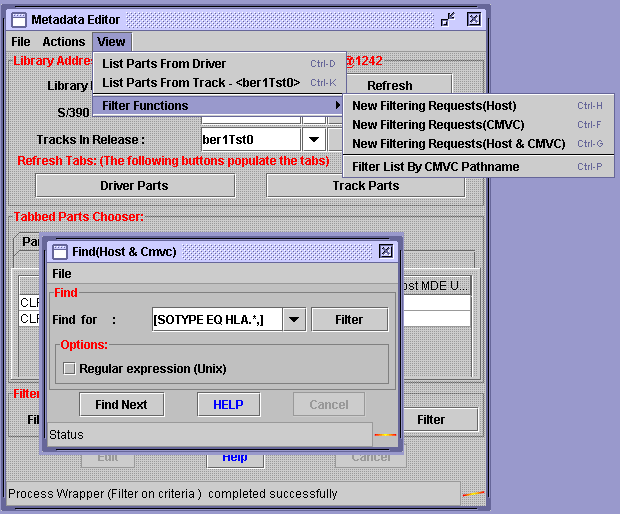 Metadata Editor
File Actions View
Library Addres @1242
List Parts From Driver Ctrl-D
List Parts From Track - <ber1Tst0> Ctrl-K
Filter Functions
Library Refresh
S/390
New Filtering Requests(Host) Ctrl-H
New Filtering Requests(CMVC) Ctrl-F
New Filtering Requests(Host & CMVC) Ctrl-G
Filter List By CMVC Pathname Ctrl-P
Tracks In Release : ber1Tst0
Refresh Tabs: (The following buttons populate the tabs)
Driver Parts Track Parts
Tabbed Parts Chooser:
Par
Find(Host & Cmvc)
File
Find
ost MDE U...
CLF
CLF
Find for : [SOTYPE EQ HLA.*,] Filter
Options:
Regular expression (Unix)
Find Next HELP Cancel
Status
Filter
Fil Filter
Edit Help Cancel
Process Wrapper (Filter on criteria ) completed successfully